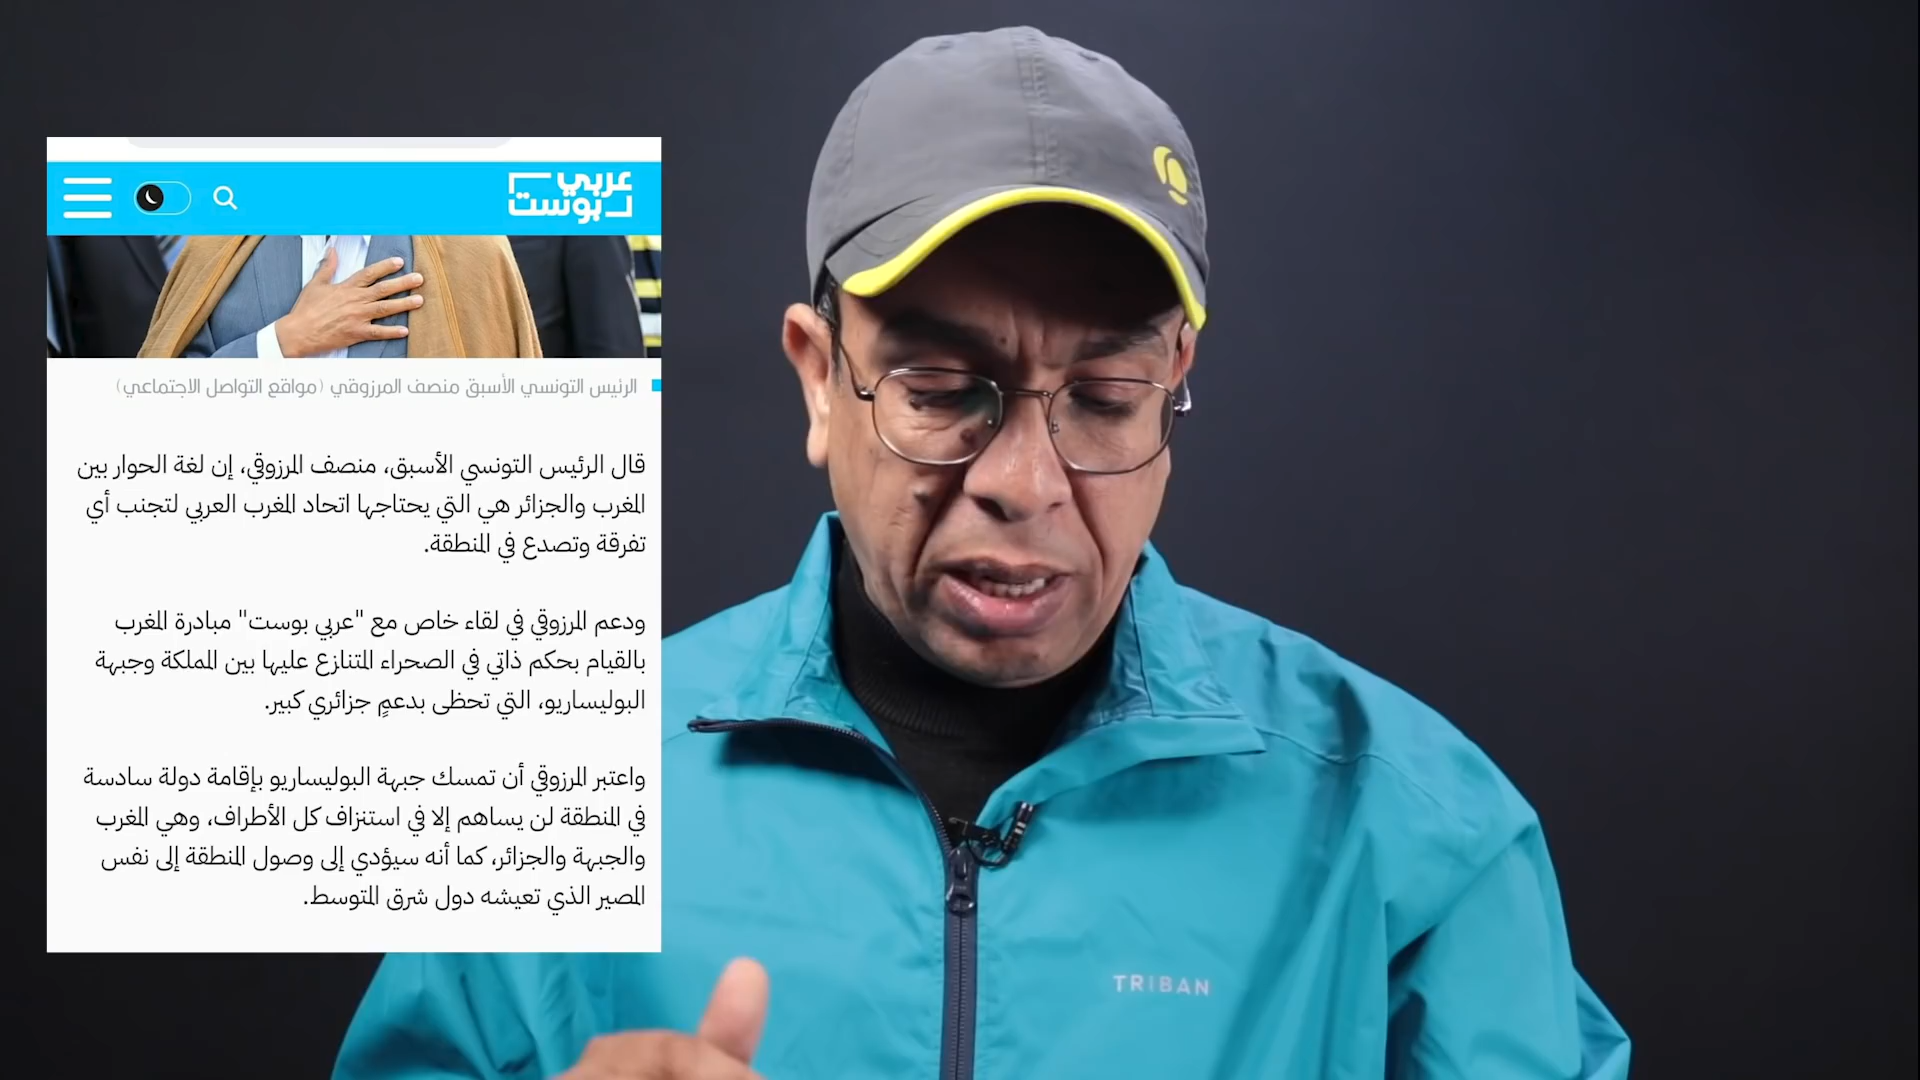 عربي
بوست
الرئيس التونسي الأسبق منصف المرزوقي (مواقع التواصل الاجتماعي)
قال الرئيس التونسي الأسبق، منصف المرزوقي، إن لغة الحوار بين
المغرب والجزائر هي التي يحتاجها اتحاد المغرب العربي لتجنب أي
تفرقة وتصدع في المنطقة.
ودعم المرزوقي في لقاء خاص مع "عربي بوست" مبادرة المغرب
بالقيام بحكم ذاتي في الصحراء المتنازع عليها بين المملكة وجبهة
البوليساريو، التي تحظى بدعمٍ جزائري كبير.
واعتبر المرزوقي أن تمسك جبهة البوليساريو بإقامة دولة سادسة
في المنطقة لن يساهم إلا في استنزاف كل الأطراف، وهي المغرب
والجبهة والجزائر، كما أنه سيؤدي إلى وصول المنطقة إلى نفس
المصير الذي تعيشه دول شرق المتوسط.
TRIBAN